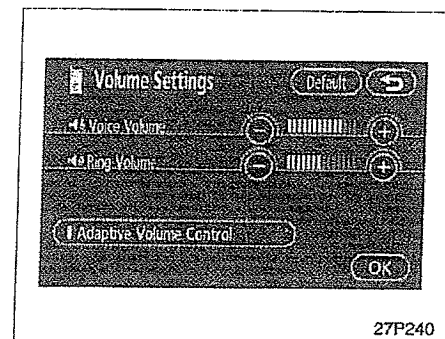 Volume Settings
Default
Voice Volume
Ring Volume
Adaptive Volume Control
OK
27P240